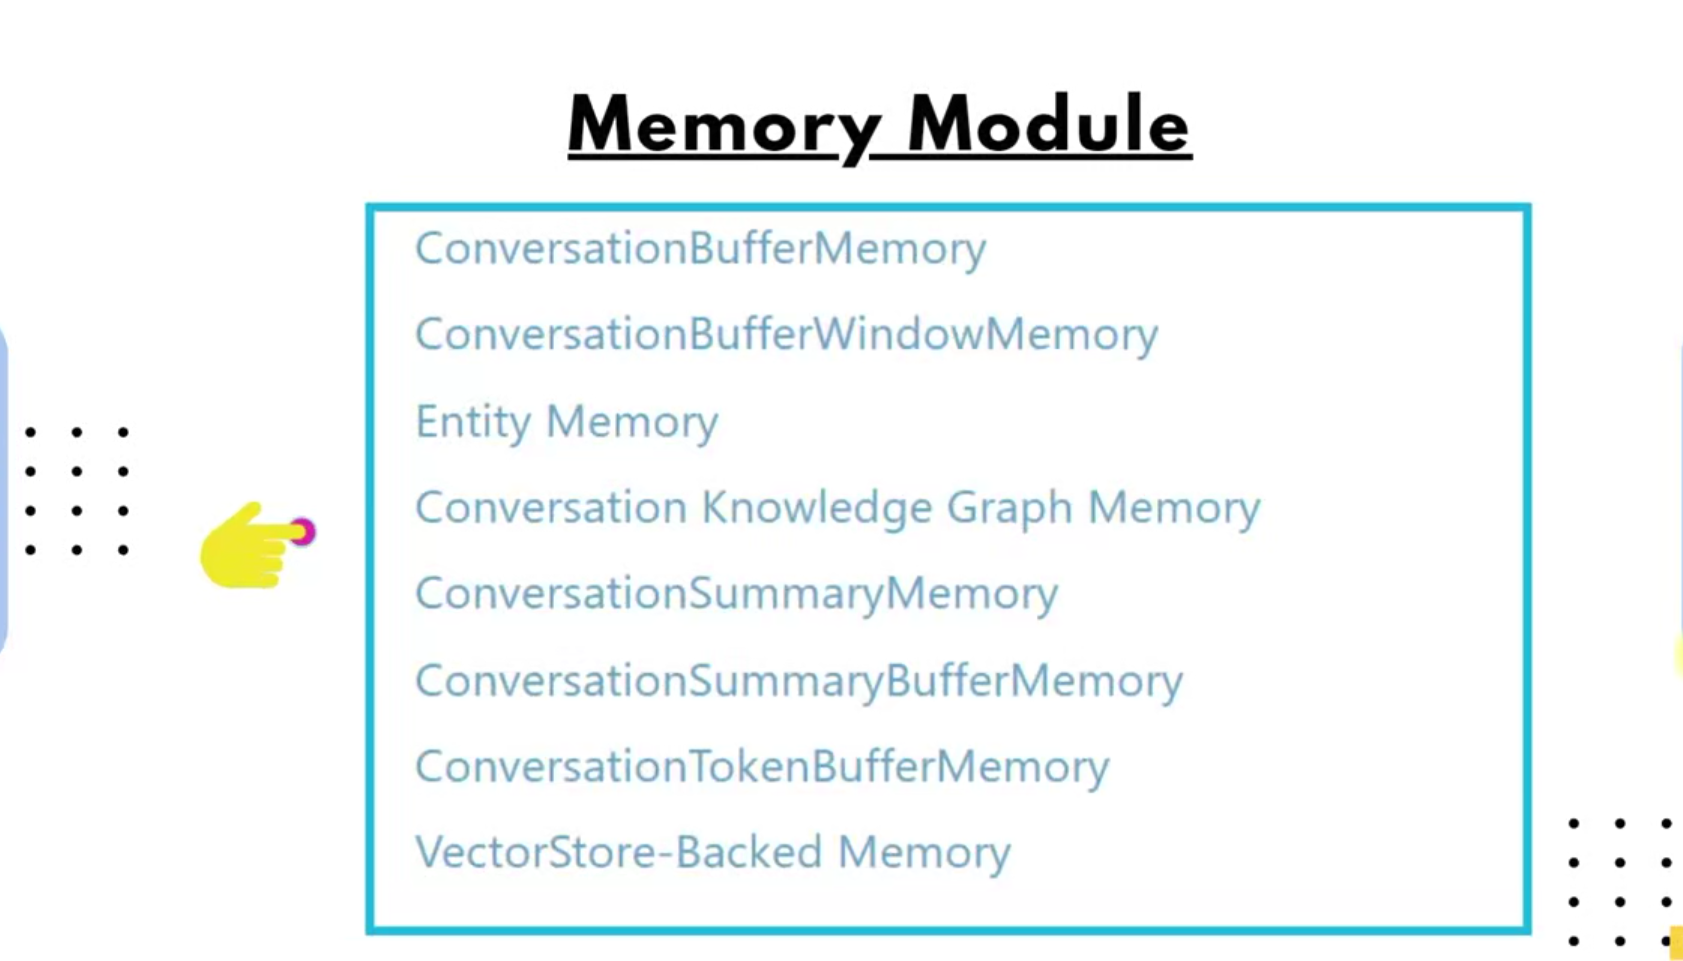 Memory Module
ConversationBufferMemory
ConversationBufferWindowMemory
Entity Memory
Conversation Knowledge Graph Memory
ConversationSummaryMemory
ConversationSummaryBufferMemory
ConversationTokenBufferMemory
VectorStore-Backed Memory